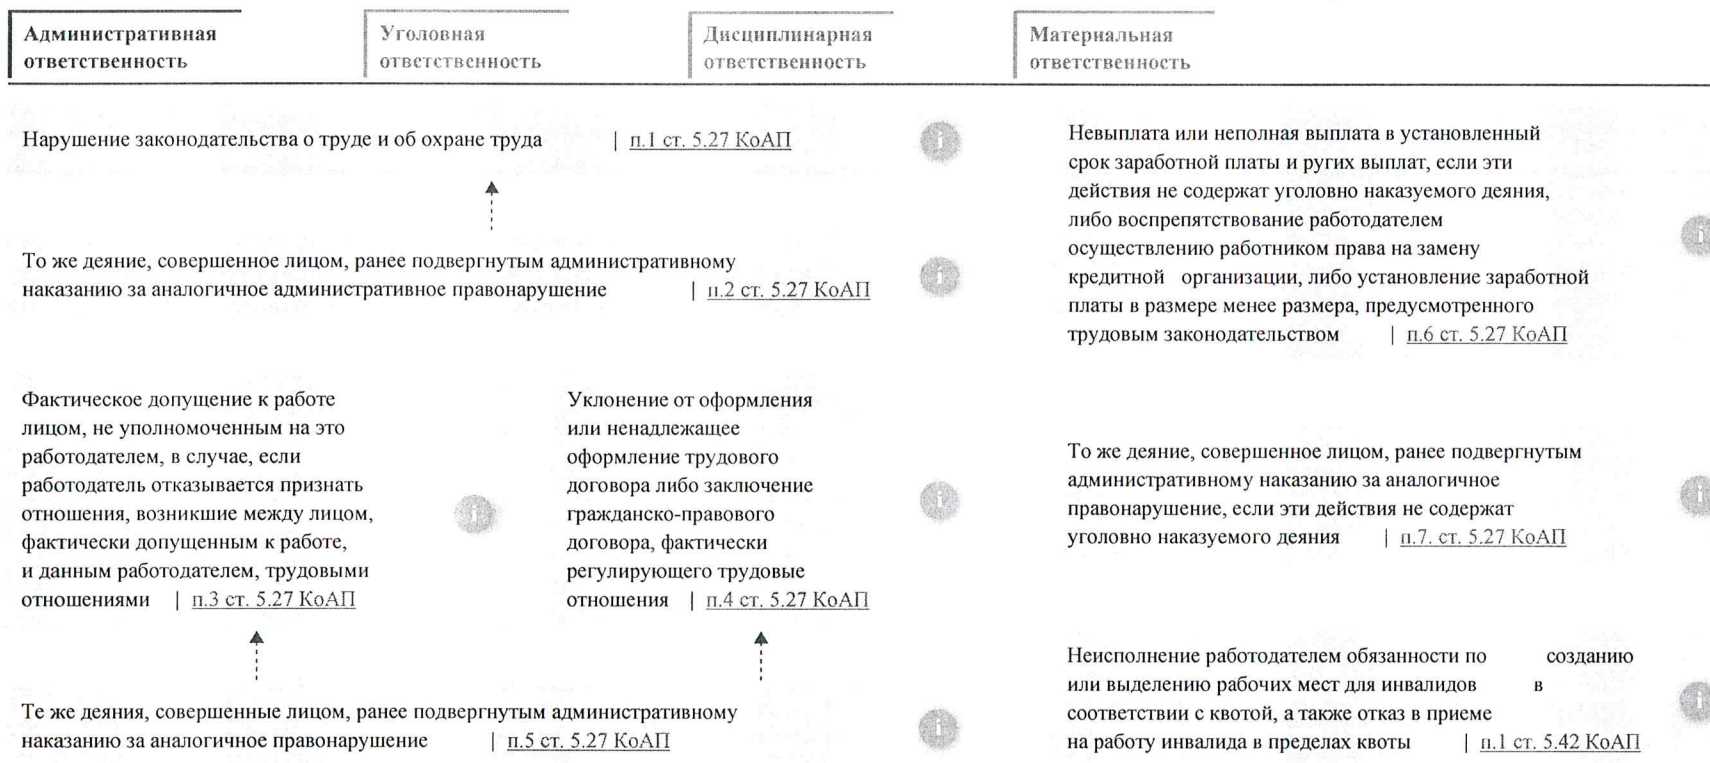 Административная
ответственность
Уголовная
ответственность
Дисциплинарная
ответственность
Материальная
ответственность
Нарушение законодательства о труде и об охране труда | п.1 ст. 5.27 КоАП
i
То же деяние, совершенное лицом, ранее подвергнутым административному
наказанию за аналогичное административное правонарушение | п.2 ст. 5.27 КоАП
i
Фактическое допущение к работе
лицом, не уполномоченным на это
работодателем, в случае, если
работодатель отказывается признать
отношения, возникшие между лицом,
фактически допущенным к работе,
и данным работодателем, трудовыми
отношениями | п.3 ст. 5.27 КоАП
i
Уклонение от оформления
или ненадлежащее
оформление трудового
договора либо заключение
гражданско-правового
договора, фактически
регулирующего трудовые
отношения | п.4 ст. 5.27 КоАП
i
Те же деяния, совершенные лицом, ранее подвергнутым административному
наказанию за аналогичное правонарушение | п.5 ст. 5.27 КоАП
i
Невыплата или неполная выплата в установленный
срок заработной платы и ругих выплат, если эти
действия не содержат уголовно наказуемого деяния,
либо воспрепятствование работодателем
осуществлению работником права на замену
кредитной организации, либо установление заработной
платы в размере менее размера, предусмотренного
трудовым законодательством | п.6 ст. 5.27 КоАП
i
То же деяние, совершенное лицом, ранее подвергнутым
административному наказанию за аналогичное
правонарушение, если эти действия не содержат
уголовно наказуемого деяния | п.7. ст. 5.27 КоАП
i
Неисполнение работодателем обязанности по созданию
или выделению рабочих мест для инвалидов в
соответствии с квотой, а также отказ в приеме
на работу инвалида в пределах квоты | п.1 ст. 5.42 КоАП
i